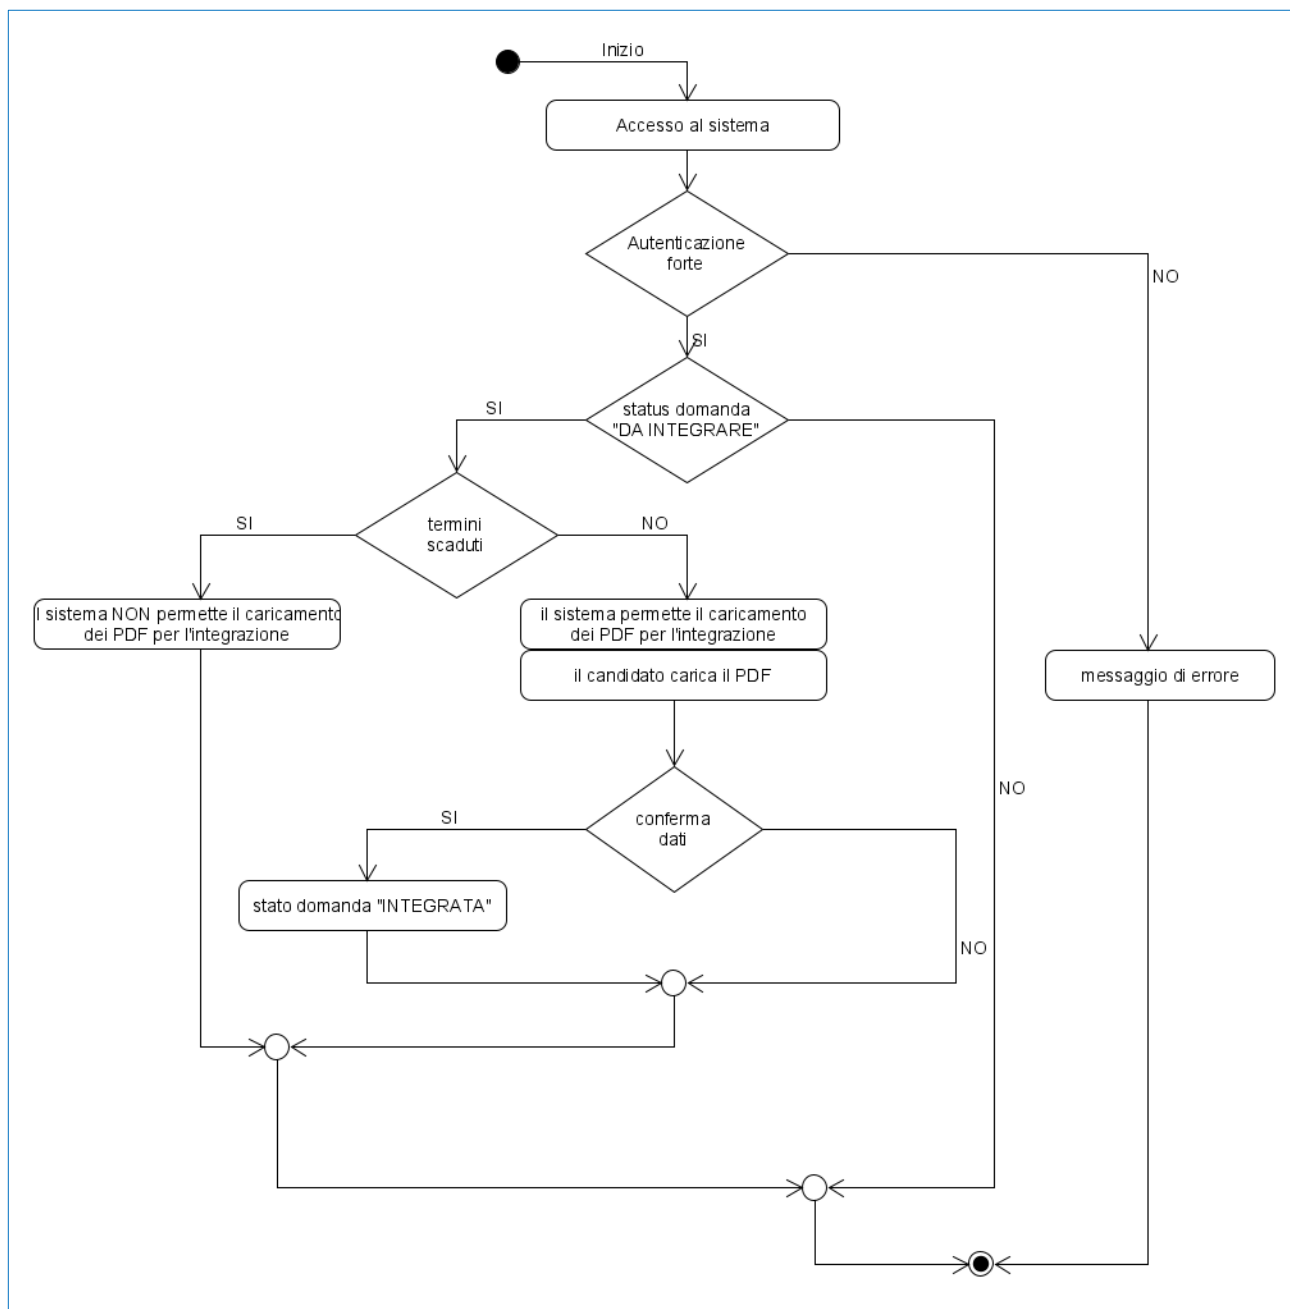 Inizio
Accesso al sistema
Autenticazione
forte
NO
SI
status domanda
"DA INTEGRARE"
SI
termini
scaduti
SI
NO
l sistema NON permette il caricamento
dei PDF per l'integrazione
il sistema permette il caricamento
dei PDF per l'integrazione
il candidato carica il PDF
messaggio di errore
NO
conferma
dati
SI
stato domanda "INTEGRATA"
NO